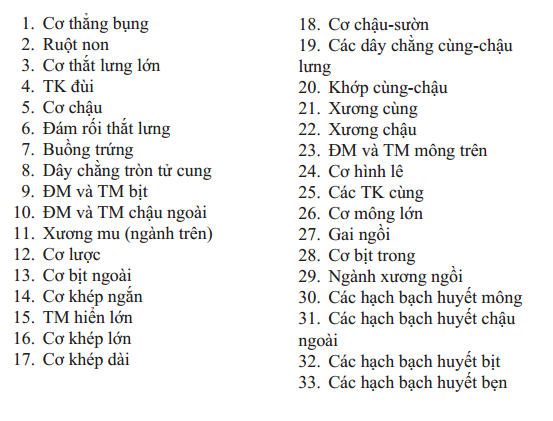 1. Cơ thẳng bụng
2. Ruột non
3. Cơ thắt lưng lớn
4. TK đùi
5. Cơ chậu
6. Đám rối thắt lưng
7. Buồng trứng
8. Dây chằng tròn tử cung
9. ĐM và TM bịt
10. ĐM và TM chậu ngoài
11. Xương mu (ngành trên)
12. Cơ lược
13. Cơ bịt ngoài
14. Cơ khép ngắn
15. TM hiển lớn
16. Cơ khép lớn
17. Cơ khép dài
18. Cơ chậu-sườn
19. Các dây chằng cùng-chậu
lưng
20. Khớp cùng-chậu
21. Xương cùng
22. Xương chậu
23. ĐM và TM mông trên
24. Cơ hình lê
25. Các TK cùng
26. Cơ mông lớn
27. Gai ngồi
28. Cơ bịt trong
29. Ngành xương ngồi
30. Các hạch bạch huyết mông
31. Các hạch bạch huyết chậu
ngoài
32. Các hạch bạch huyết bịt
33. Các hạch bạch huyết bẹn